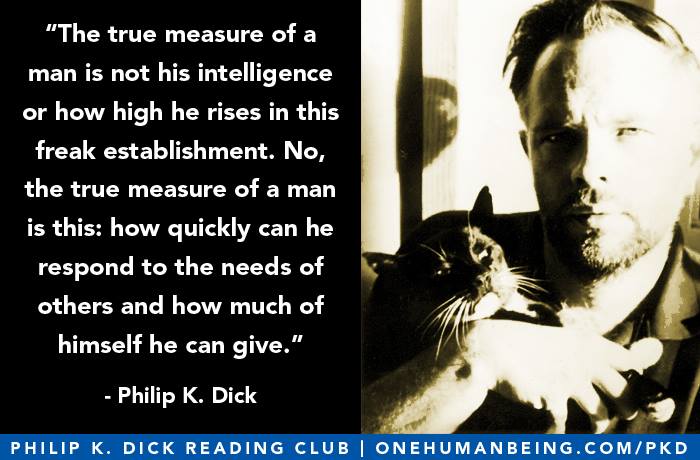 “The true measure of a
man is not his intelligence
or how high he rises in this
freak establishment. No,
the true measure of a man
is this: how quickly can he
respond to the needs of
others and how much of
himself he can give.”
- Philip K. Dick
PHILIP K. DICK READING CLUB | ONEHUMANBEING.COM/PKD